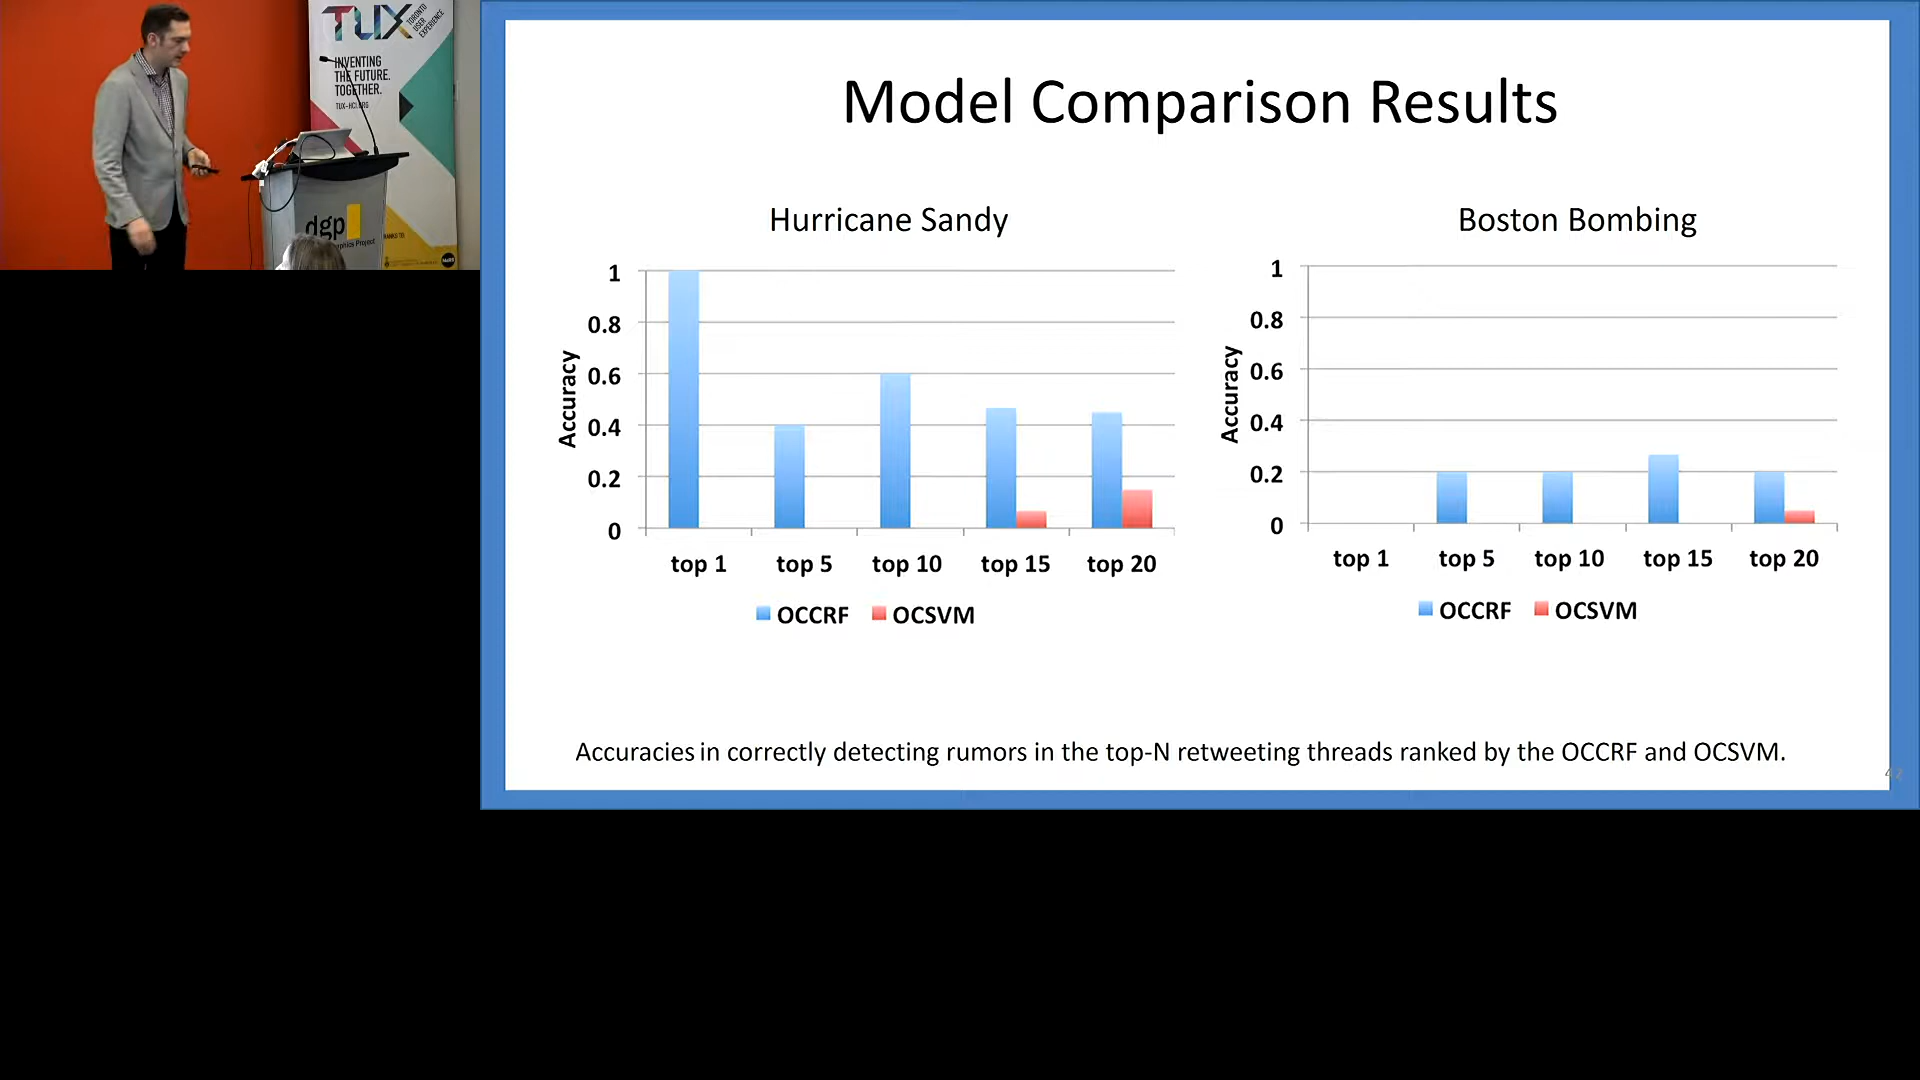 TUX
TORONTO
USER
EXPERIENCE
INVENTING
THE FUTURE.
TOGETHER.
TUX-HCI.ORG
dgp
Model Comparison Results
Hurricane Sandy
Accuracy
1
0.8
0.6
0.4
0.2
0
top 1 top 5 top 10 top 15 top 20
OCCRF OCSVM
Boston Bombing
Accuracy
1
0.8
0.6
0.4
0.2
0
top 1 top 5 top 10 top 15 top 20
OCCRF OCSVM
Accuracies in correctly detecting rumors in the top-N retweeting threads ranked by the OCCRF and OCSVM.